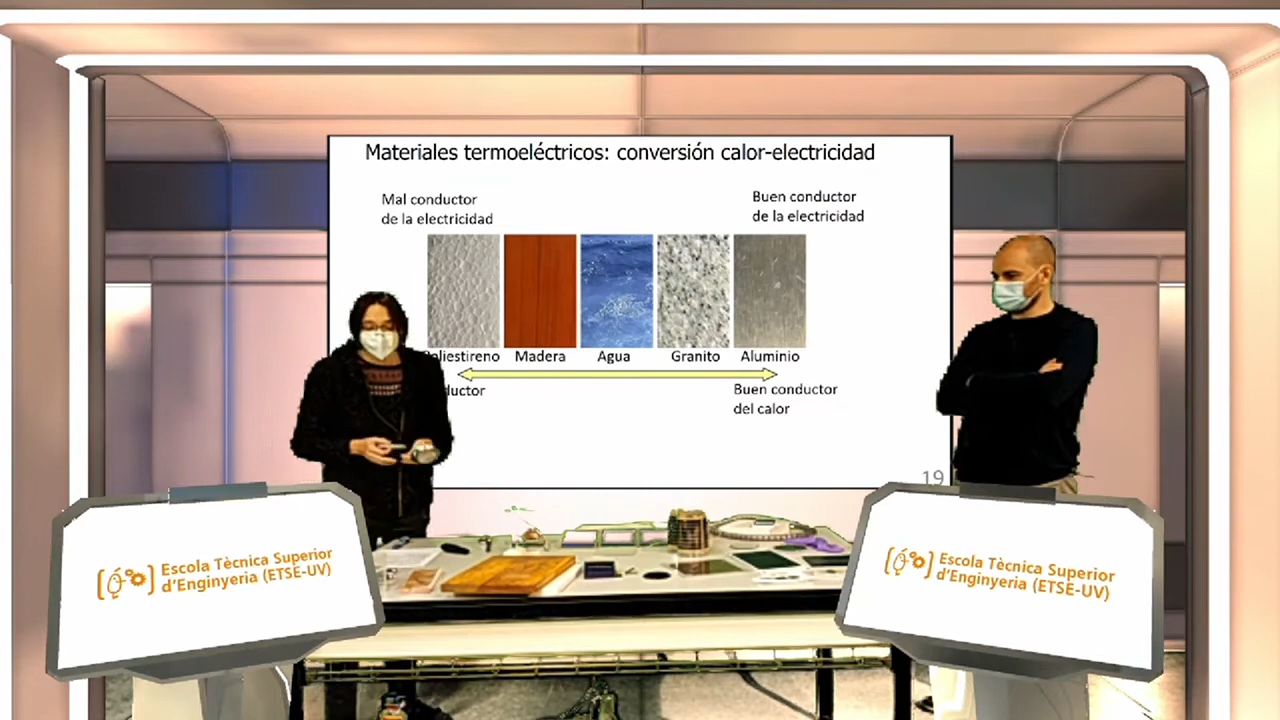 Materiales termoeléctricos: conversión calor-electricidad
Mal conductor
de la electricidad
Buen conductor
de la electricidad
oliestireno Madera Agua Granito Aluminio
ductor
Buen conductor
del calor
19
Escola Tècnica Superior
d'Enginyeria (ETSE-UV)
Escola Tècnica Superior
d'Enginyeria (ETSE-UV)